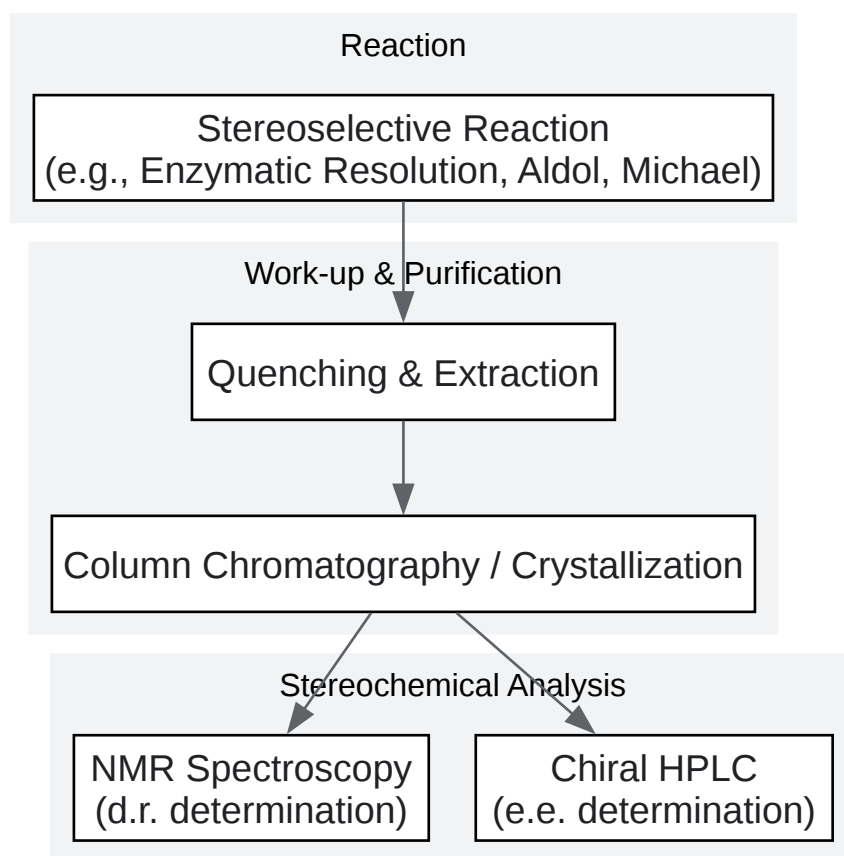 Reaction
Stereoselective Reaction
(e.g., Enzymatic Resolution, Aldol, Michael)
Work-up & Purification
Quenching & Extraction
Column Chromatography / Crystallization
Stereochemical Analysis
NMR Spectroscopy
(d.r. determination)
Chiral HPLC
(e.e. determination)